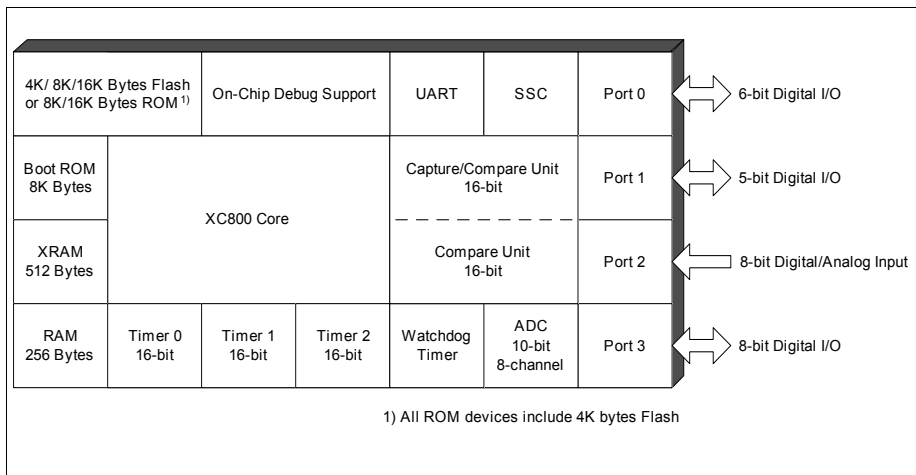 4K/ 8K/16K Bytes Flash
or 8K/16K Bytes ROM 1)
On-Chip Debug Support
UART
SSC
Port 0
6-bit Digital I/O
Boot ROM
8K Bytes
XC800 Core
Capture/Compare Unit
16-bit
Port 1
5-bit Digital I/O
XRAM
512 Bytes
Compare Unit
16-bit
Port 2
8-bit Digital/Analog Input
RAM
256 Bytes
Timer 0
16-bit
Timer 1
16-bit
Timer 2
16-bit
Watchdog
Timer
ADC
10-bit
8-channel
Port 3
8-bit Digital I/O
1) All ROM devices include 4K bytes Flash